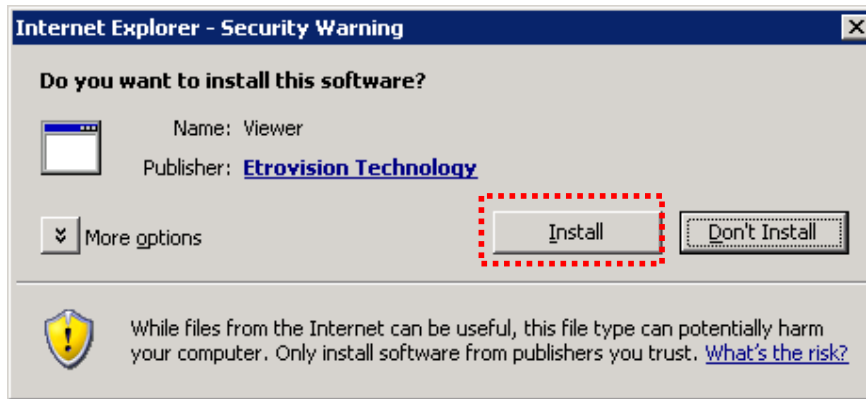 Internet Explorer - Security Warning
Do you want to install this software?
Name: Viewer
Publisher: Etrovision Technology
More options
Install
Don't Install
While files from the Internet can be useful, this file type can potentially harm
your computer. Only install software from publishers you trust. What's the risk?